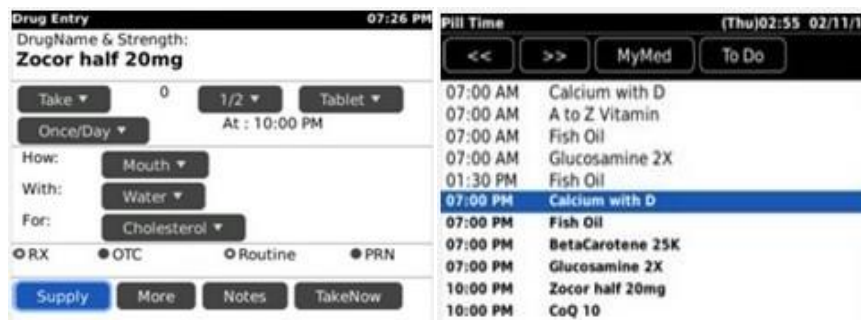 Drug Entry 07:26 PM
DrugName & Strength:
Zocor half 20mg
Take 0 1/2 Tablet
Once/Day At : 10:00 PM
How: Mouth
With: Water
For: Cholesterol
RX OTC Routine PRN
Supply More Notes TakeNow
Pill Time (Thu)02:55 02/11/1
<< >> MyMed To Do
07:00 AM Calcium with D
07:00 AM A to Z Vitamin
07:00 AM Fish Oil
07:00 AM Glucosamine 2X
01:30 PM Fish Oil
07:00 PM Calcium with D
07:00 PM Fish Oil
07:00 PM BetaCarotene 25K
07:00 PM Glucosamine 2X
10:00 PM Zocor half 20mg
10:00 PM CoQ 10